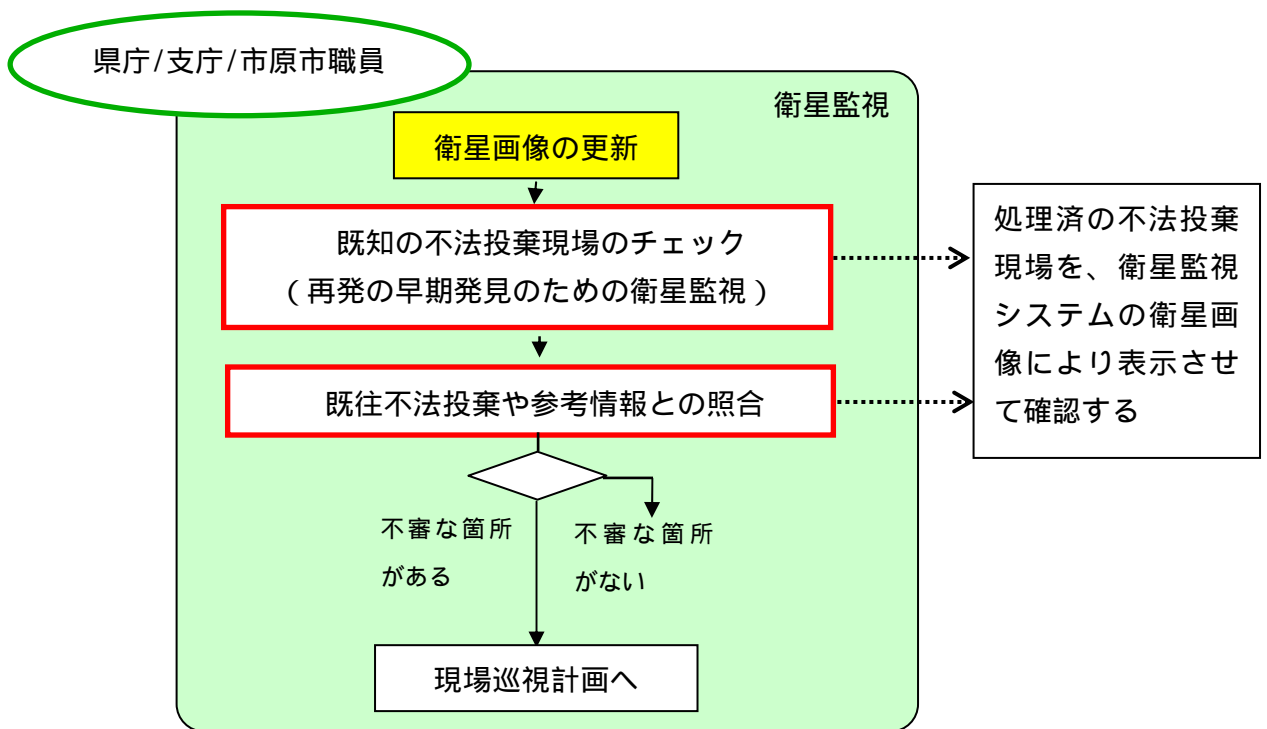 県庁/支庁/市原市職員
衛星監視
衛星画像の更新
既知の不法投棄現場のチェック
(再発の早期発見のための衛星監視)
処理済の不法投棄
現場を、衛星監視
システムの衛星画
像により表示させ
て確認する
既往不法投棄や参考情報との照合
不審な箇所
がある
不審な箇所
がない
現場巡視計画へ